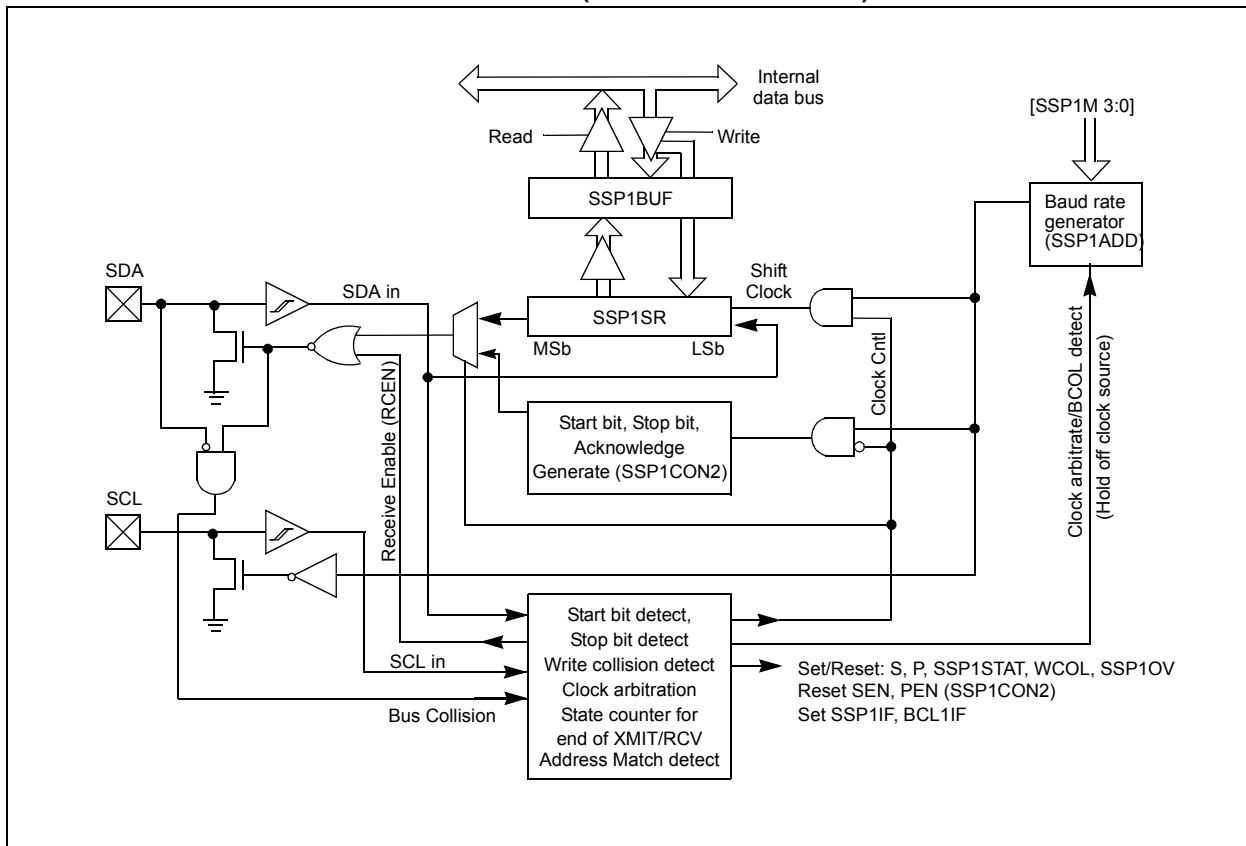 Internal
data bus
[SSP1M 3:0]
Read
Write
SSP1BUF
Baud rate
generator
(SSP1ADD)
SDA
SDA in
Shift
Clock
SSP1SR
MSb
LSb
Receive Enable (RCEN)
Clock Cntl
Clock arbitrate/BCOL detect
(Hold off clock source)
Start bit, Stop bit,
Acknowledge
Generate (SSP1CON2)
SCL
SCL in
Bus Collision
Start bit detect,
Stop bit detect
Write collision detect
Clock arbitration
State counter for
end of XMIT/RCV
Address Match detect
Set/Reset: S, P, SSP1STAT, WCOL, SSP1OV
Reset SEN, PEN (SSP1CON2)
Set SSP1IF, BCL1IF